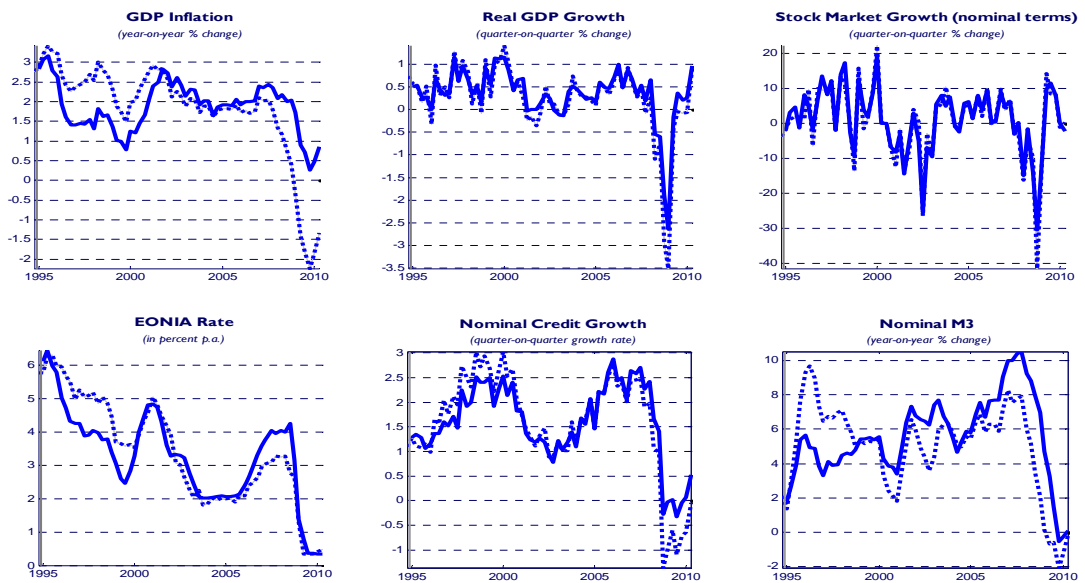 GDP Inflation
(year-on-year % change)
3
2.5
2
1.5
1
0.5
0
-0.5
-1
-1.5
-2
1995 2000 2005 2010
Real GDP Growth
(quarter-on-quarter % change)
1
0.5
0
-0.5
-1
-1.5
-2
-2.5
-3
-3.5
1995 2000 2005 2010
Stock Market Growth (nominal terms)
(quarter-on-quarter % change)
20
10
0
-10
-20
-30
-40
1995 2000 2005 2010
EONIA Rate
(in percent p.a.)
6
5
4
3
2
1
0
1995 2000 2005 2010
Nominal Credit Growth
(quarter-on-quarter growth rate)
3
2.5
2
1.5
1
0.5
0
-0.5
-1
1995 2000 2005 2010
Nominal M3
(year-on-year % change)
10
8
6
4
2
0
-2
1995 2000 2005 2010